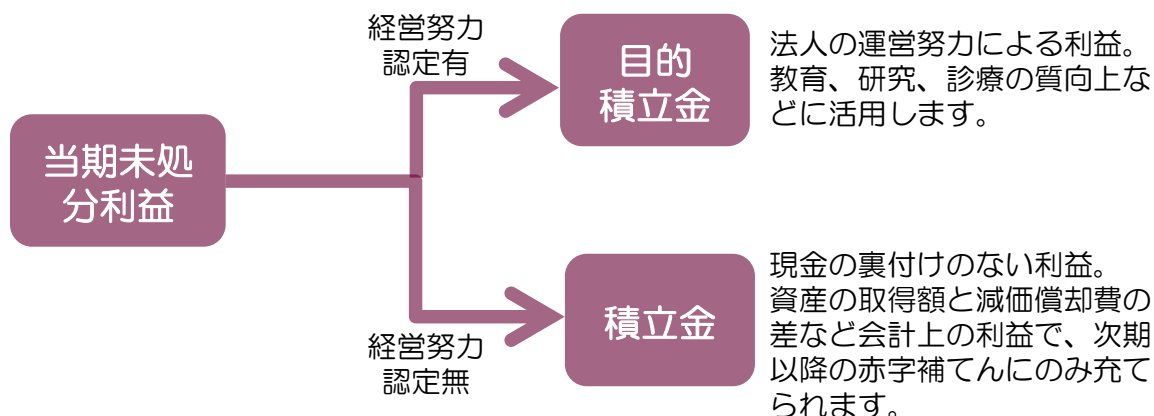 当期未処
分利益
経営努力
認定有
目的
積立金
法人の運営努力による利益。
教育、研究、診療の質向上な
どに活用します。
経営努力
認定無
積立金
現金の裏付けのない利益。
資産の取得額と減価償却費の
差など会計上の利益で、次期
以降の赤字補てんにのみ充て
られます。